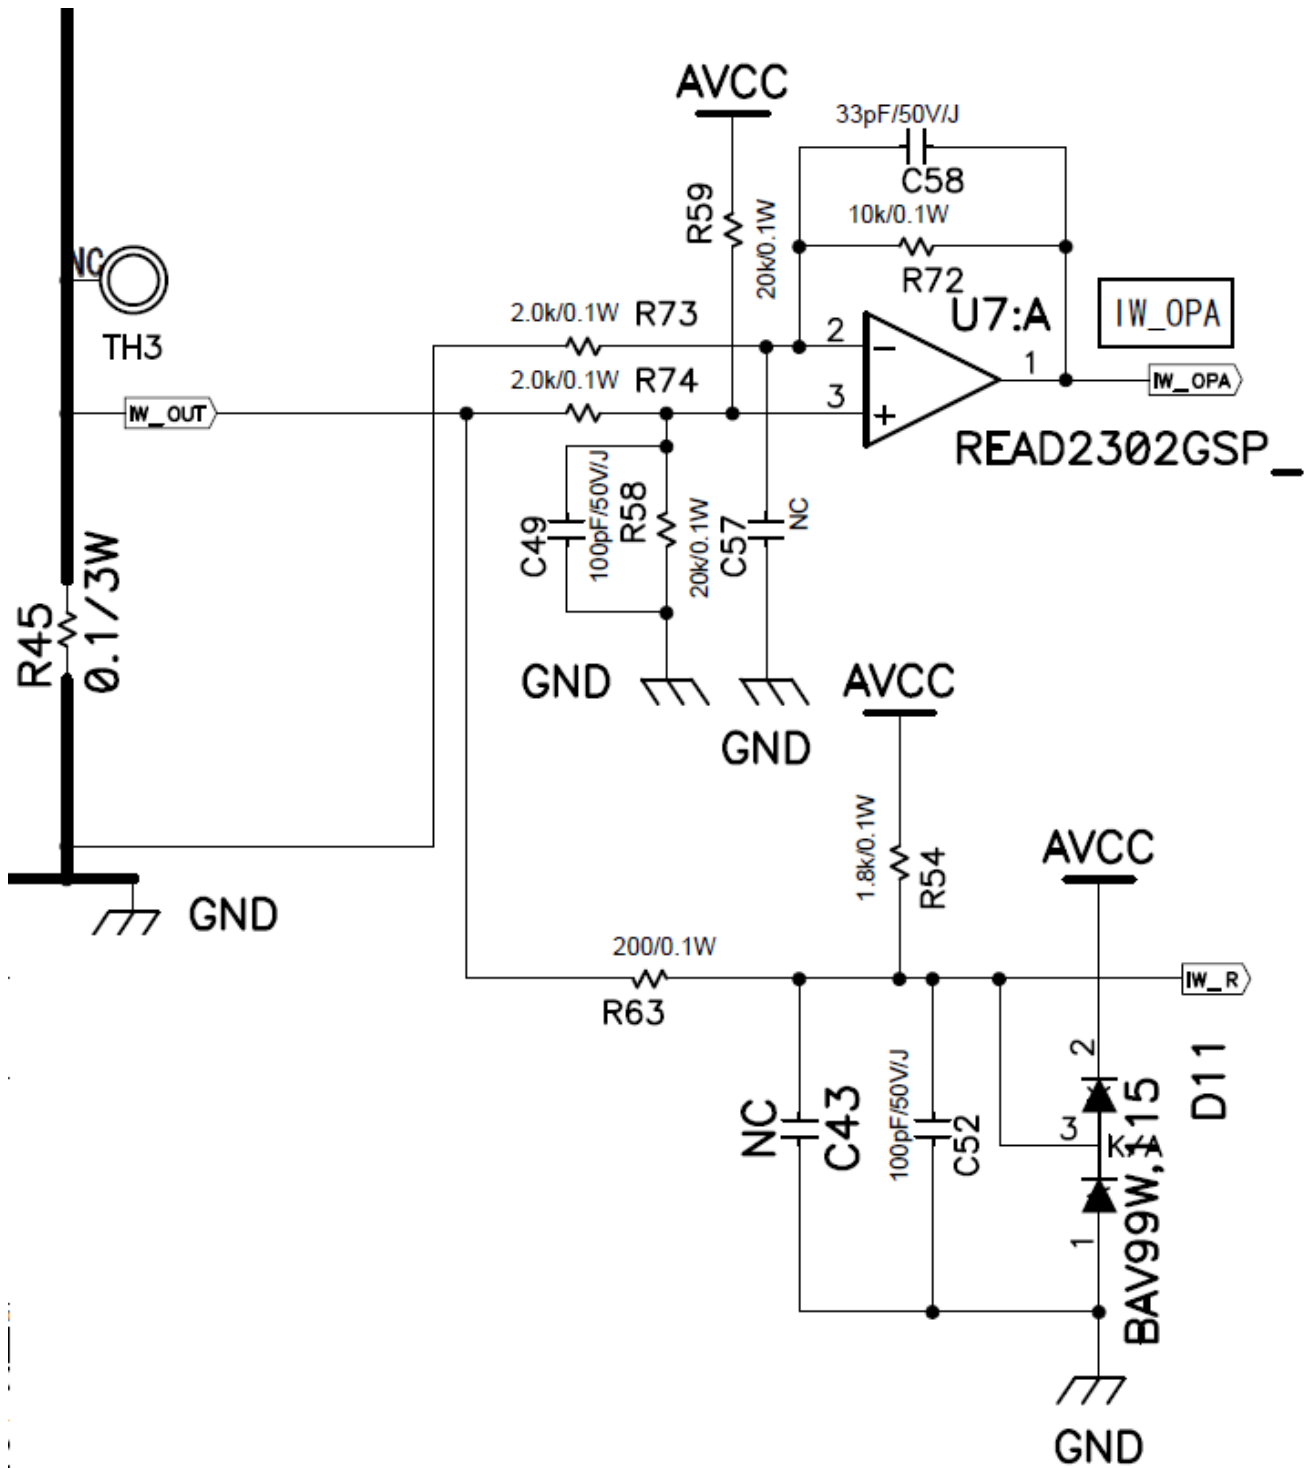 AVCC
33pF/50V/J
C58
R59
20k/0.1W
10k/0.1W
R72
NC
TH3
2.0k/0.1W R73
U7:A
IW_OPA
2
1
2.0k/0.1W R74
3
IW_OPA
IW_OUT
READ2302GSP_
C49
100pF/50V/J
R58
20k/0.1W
C57
NC
R45
0.1/3W
GND
GND
AVCC
1.8k/0.1W
R54
AVCC
GND
200/0.1W
R63
IW_R
NC
C43
100pF/50V/J
C52
2
3
1
K/A
BAV99W,115
D11
GND